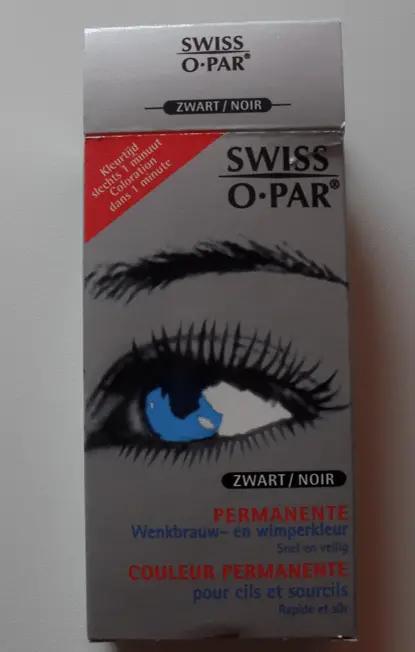 SWISS
O·PAR®
ZWART / NOIR
Kleurtijd
slechts 1 minuut
Coloration
dans 1 minute
SWISS
O·PAR®
ZWART / NOIR
PERMANENTE
Wenkbrauw- en wimperkleur
Snel en veilig
COULEUR PERMANENTE
pour cils et sourcils
Rapide et sûr